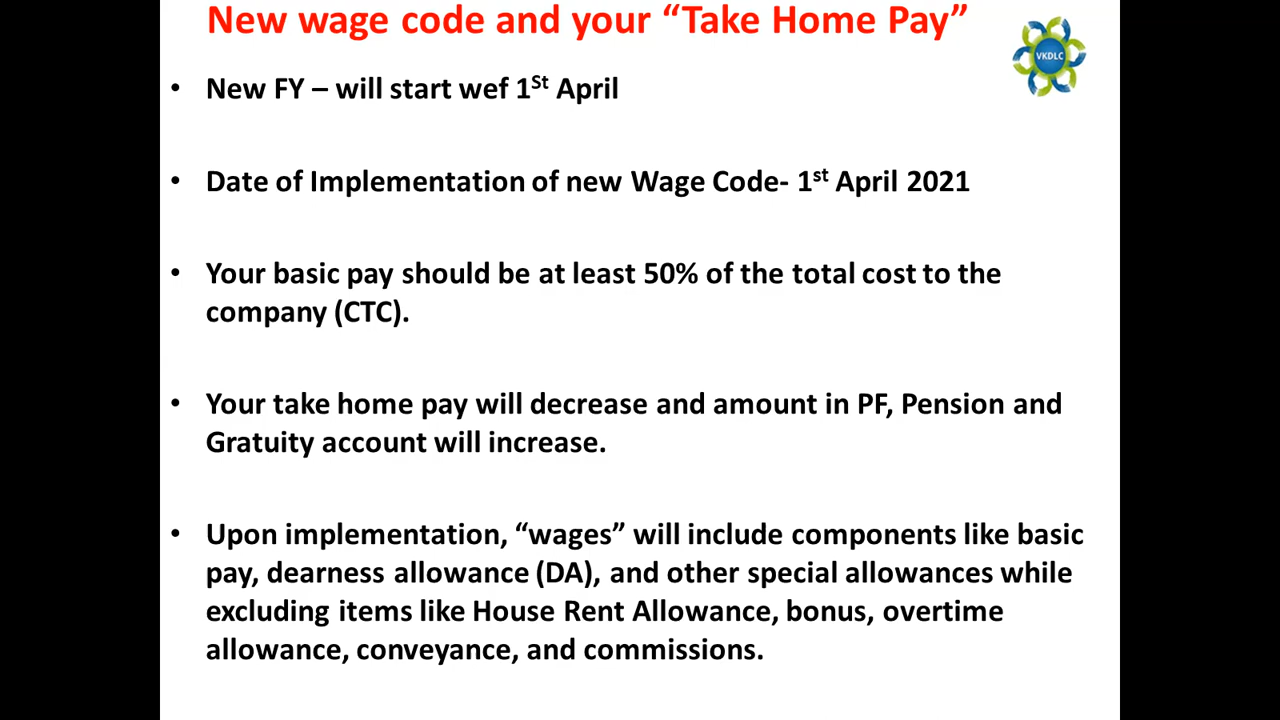 New wage code and your “Take Home Pay”
VKDLC
• New FY – will start wef 1St April
• Date of Implementation of new Wage Code- 1st April 2021
• Your basic pay should be at least 50% of the total cost to the
company (CTC).
• Your take home pay will decrease and amount in PF, Pension and
Gratuity account will increase.
• Upon implementation, “wages” will include components like basic
pay, dearness allowance (DA), and other special allowances while
excluding items like House Rent Allowance, bonus, overtime
allowance, conveyance, and commissions.